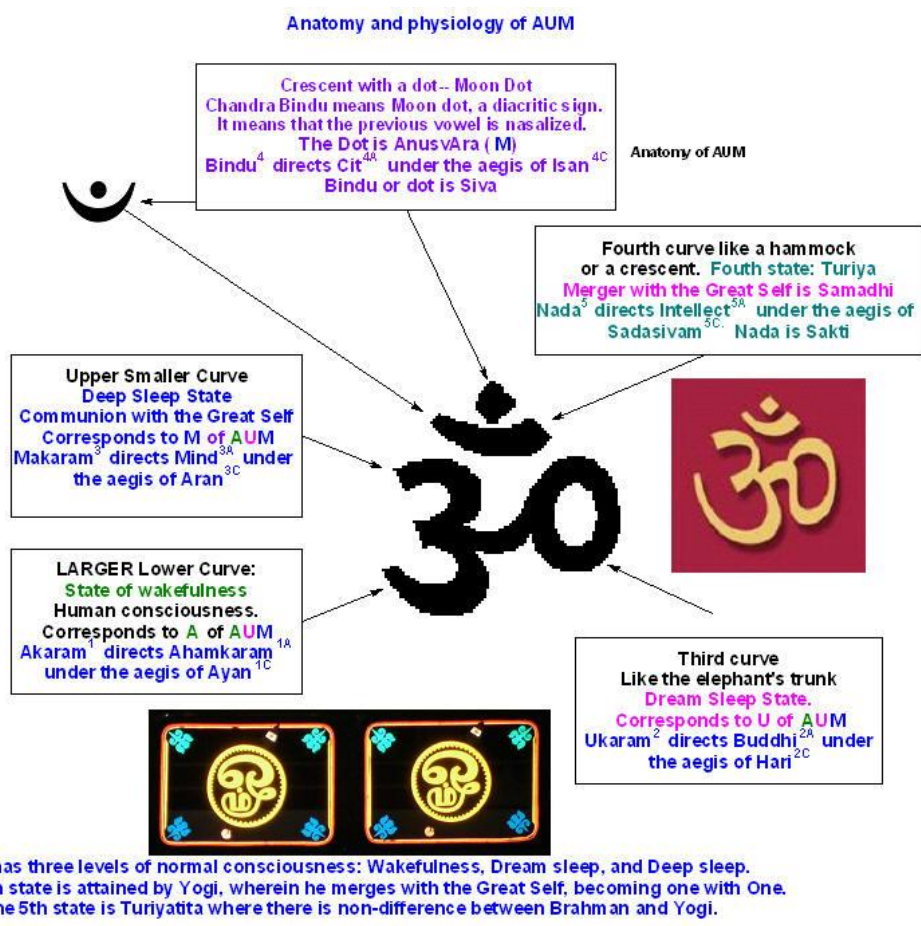 Anatomy and physiology of AUM
Crescent with a dot-- Moon Dot
Chandra Bindu means Moon dot, a diacritic sign.
It means that the previous vowel is nasalized.
The Dot is AnusvAra ( M)
Bindu4 directs Cit4A under the aegis of Isan4C
Bindu or dot is Siva
Anatomy of AUM
Fourth curve like a hammock
or a crescent. Fouth state: Turiya
Merger with the Great Self is Samadhi
Nada5 directs Intellect5A under the aegis of
Sadasivam5C. Nada is Sakti
Upper Smaller Curve
Deep Sleep State
Communion with the Great Self
Corresponds to M of AUM
Makaram3 directs Mind3A under
the aegis of Aran3C
ॐ
ॐ
LARGER Lower Curve:
State of wakefulness
Human consciousness.
Corresponds to A of AUM
Akaram1 directs Ahamkaram1A
under the aegis of Ayan1C
Third curve
Like the elephant's trunk
Dream Sleep State.
Corresponds to U of AUM
Ukaram2 directs Buddhi2A under
the aegis of Hari2C
ஓம்
ஓம்
has three levels of normal consciousness: Wakefulness, Dream sleep, and Deep sleep.
state is attained by Yogi, wherein he merges with the Great Self, becoming one with One.
5th state is Turiyatita where there is non-difference between Brahman and Yogi.